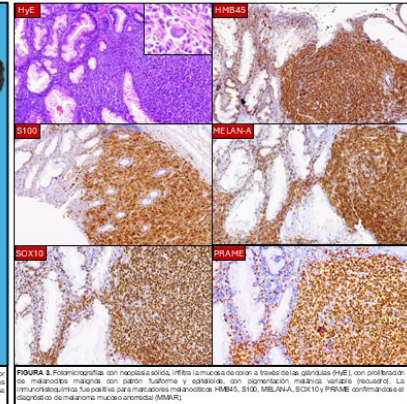 HyE
HMB45
S100
MELAN-A
SOX10
PRAME
FIGURA 3. Fotomicrografías con neoplasia sólida, infiltra la mucosa de colon a través de las glándulas (HyE), con proliferación
de melanocitos malignos con patrón fusiforme y epitelioide, con pigmentación melánica variable (recuadro). La
inmunohistoquímica fue positiva para marcadores melanocíticos HMB45, S100, MELAN-A, SOX10 y PRAME confirmándose el
diagnóstico de melanoma mucoso anorrectal (MMAR).